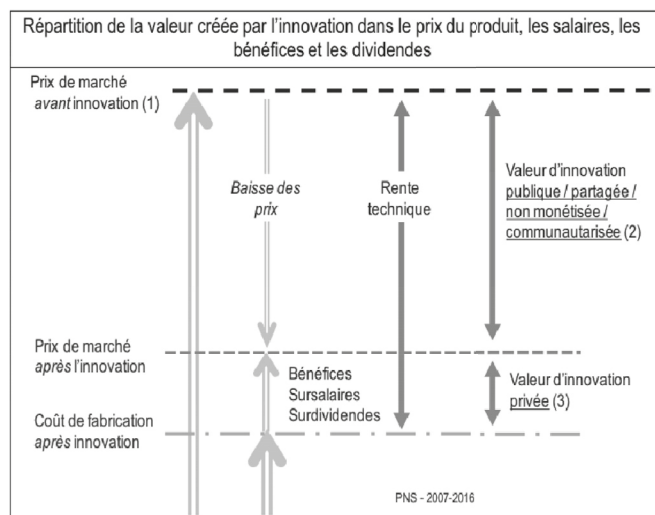 Répartition de la valeur créée par l'innovation dans le prix du produit, les salaires, les
bénéfices et les dividendes
Prix de marché
avant innovation (1)
Baisse des
prix
Rente
technique
Valeur d'innovation
publique / partagée /
non monétisée /
communautarisée (2)
Prix de marché
après l'innovation
Bénéfices
Sursalaires
Surdividendes
Valeur d'innovation
privée (3)
Coût de fabrication
après innovation
PNS - 2007-2016